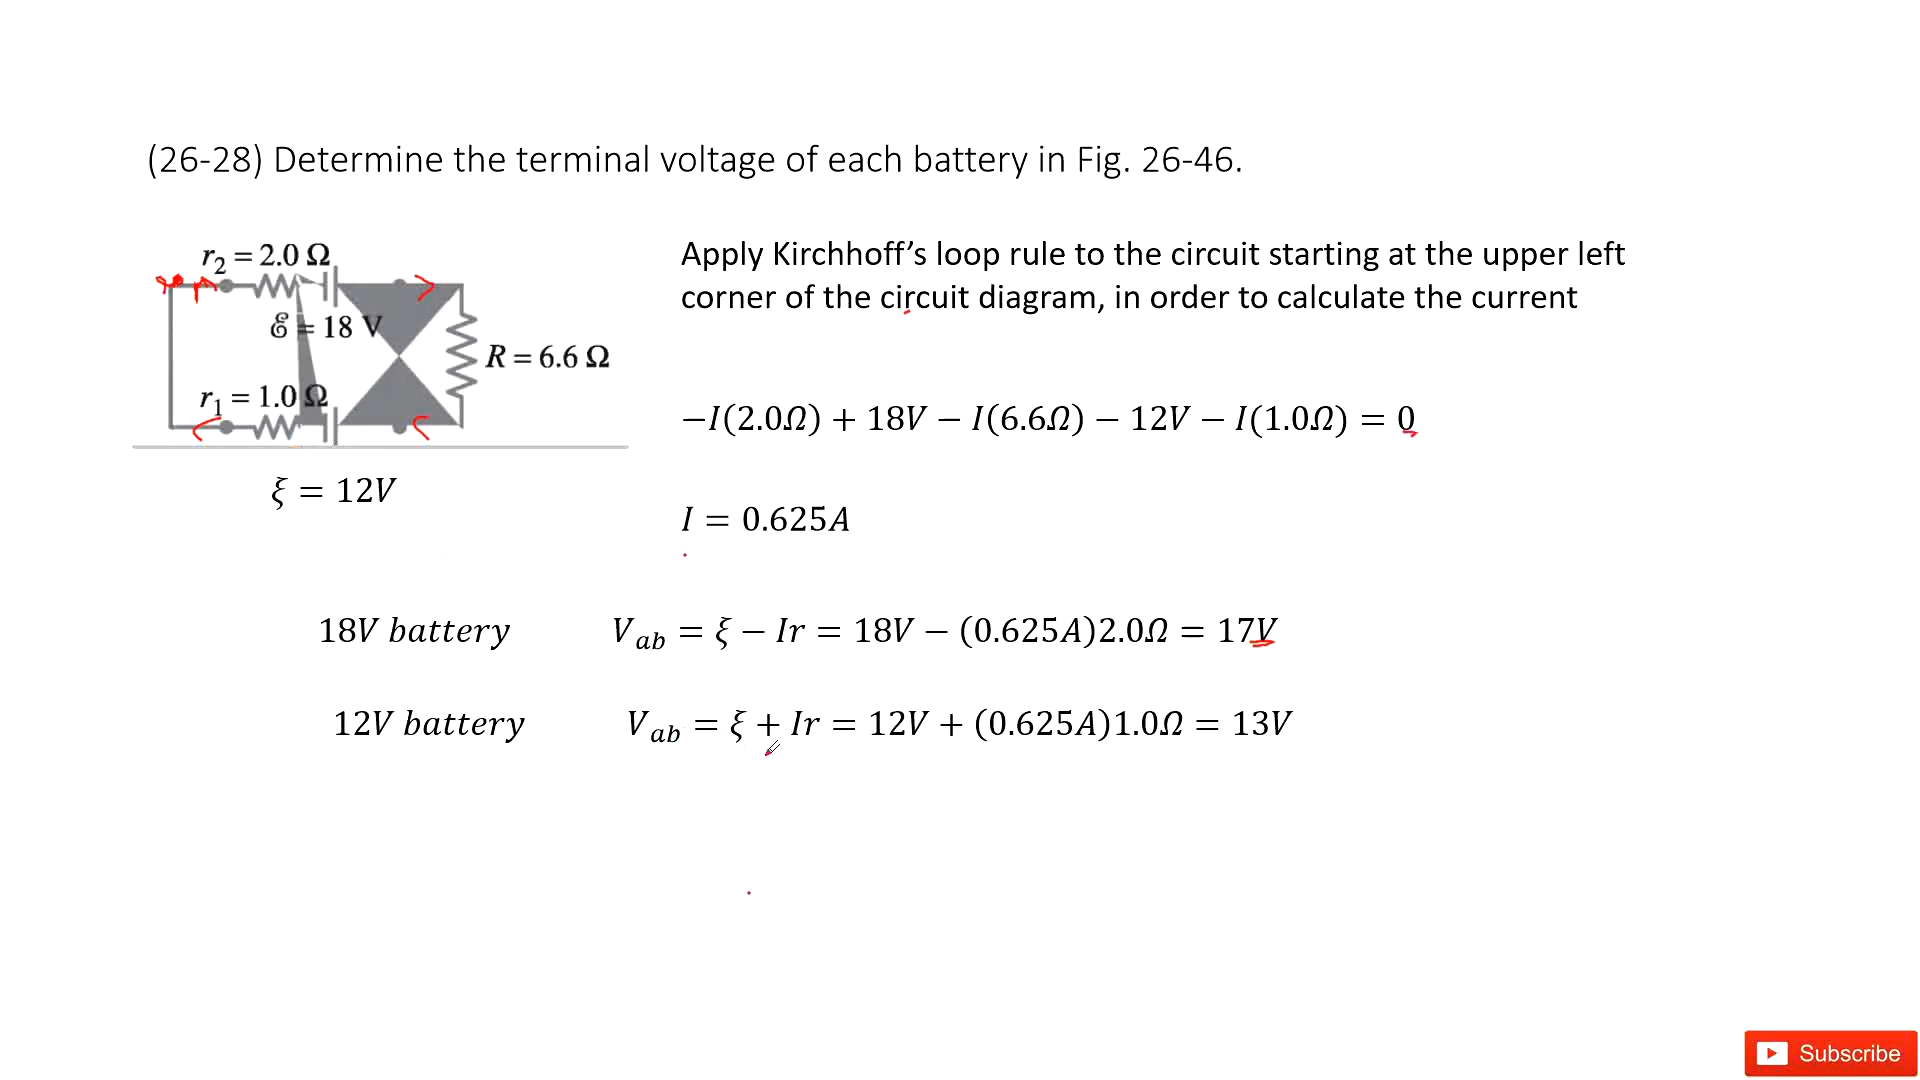 (26-28) Determine the terminal voltage of each battery in Fig. 26-46.
r₂ = 2.0 Ω
ℰ = 18 V
R = 6.6 Ω
r₁ = 1.0 Ω
ξ = 12V
Apply Kirchhoff’s loop rule to the circuit starting at the upper left
corner of the circuit diagram, in order to calculate the current
−I(2.0Ω) + 18V − I(6.6Ω) − 12V − I(1.0Ω) = 0
I = 0.625A
18V battery V_ab = ξ − Ir = 18V − (0.625A)2.0Ω = 17V
12V battery V_ab = ξ + Ir = 12V + (0.625A)1.0Ω = 13V
Subscribe